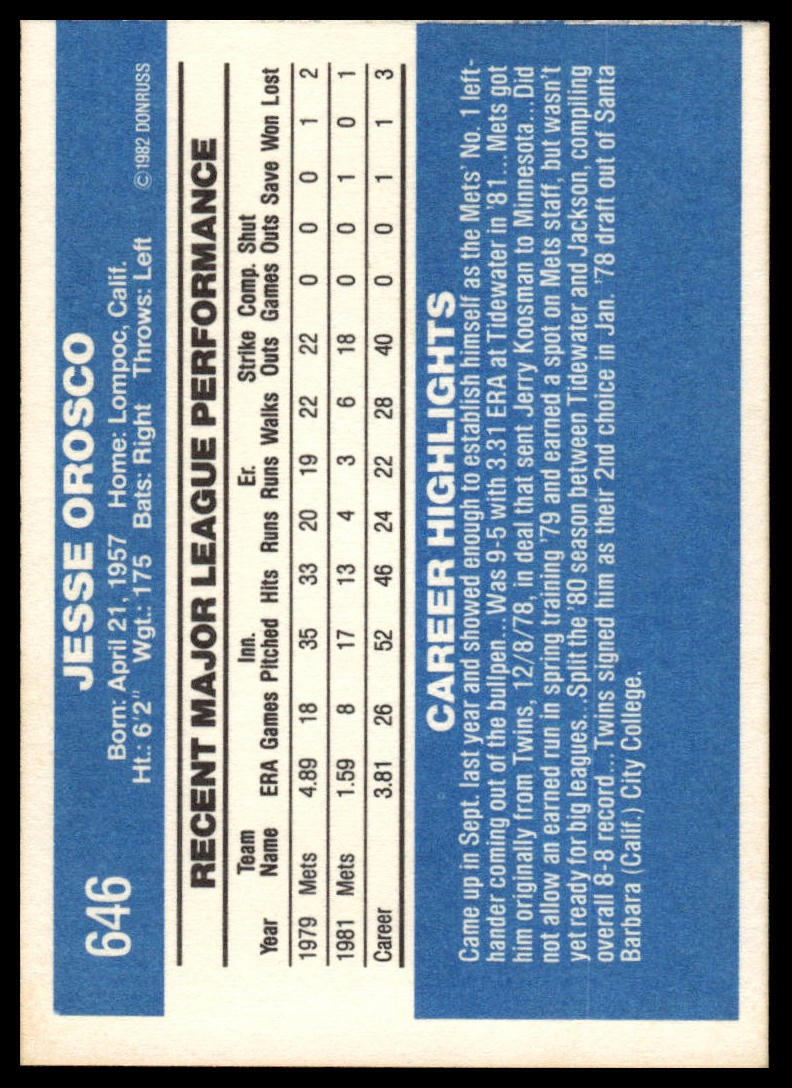 646
JESSE OROSCO
Born: April 21, 1957 Home: Lompoc, Calif.
Ht.: 6'2" Wgt.: 175 Bats: Right Throws: Left ©1982 DONRUSS
RECENT MAJOR LEAGUE PERFORMANCE
Team Inn. Er. Strike Comp. Shut
Year Name ERA Games Pitched Hits Runs Runs Walks Outs Games Outs Save Won Lost
1979 Mets 4.89 18 35 33 20 19 22 22 0 0 0 1 2
1981 Mets 1.59 8 17 13 4 3 6 18 0 0 1 0 1
Career 3.81 26 52 46 24 22 28 40 0 0 1 1 3
CAREER HIGHLIGHTS
Came up in Sept. last year and showed enough to establish himself as the Mets' No. 1 left-
hander coming out of the bullpen... Was 9-5 with 3.31 ERA at Tidewater in '81... Mets got
him originally from Twins, 12/8/78, in deal that sent Jerry Koosman to Minnesota...Did
not allow an earned run in spring training '79 and earned a spot on Mets staff, but wasn't
yet ready for big leagues...Split the '80 season between Tidewater and Jackson, compiling
overall 8-8 record... Twins signed him as their 2nd choice in Jan. '78 draft out of Santa
Barbara (Calif.) City College.